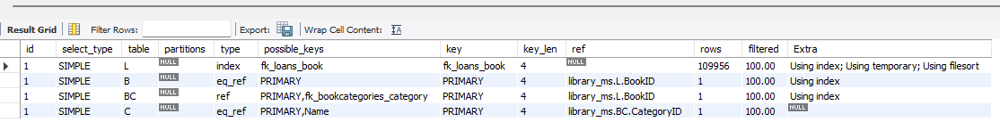 Result Grid Filter Rows: Export: Wrap Cell Content: IA
id select_type table partitions type possible_keys key key_len ref rows filtered Extra
1 SIMPLE L NULL index fk_loans_book fk_loans_book 4 NULL 109956 100.00 Using index; Using temporary; Using filesort
1 SIMPLE B NULL eq_ref PRIMARY PRIMARY 4 library_ms.L.BookID 1 100.00 Using index
1 SIMPLE BC NULL ref PRIMARY,fk_bookcategories_category PRIMARY 4 library_ms.L.BookID 1 100.00 Using index
1 SIMPLE C NULL eq_ref PRIMARY,Name PRIMARY 4 library_ms.BC.CategoryID 1 100.00 NULL